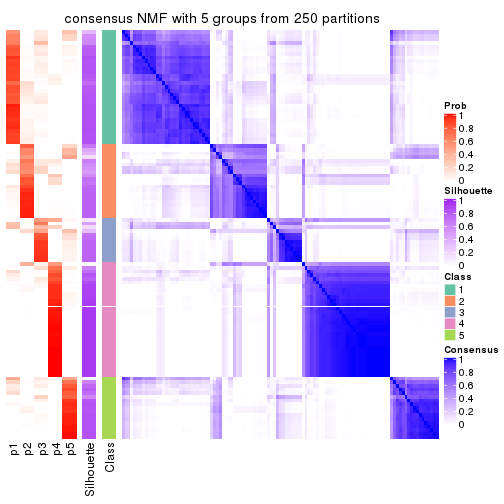 consensus NMF with 5 groups from 250 partitions
Prob
1
0.8
0.6
0.4
0.2
0
Silhouette
1
0.8
0.6
0.4
0.2
0
Class
1
2
3
4
5
Consensus
1
0.8
0.6
0.4
0.2
0
p1
p2
p3
p4
p5
Silhouette
Class